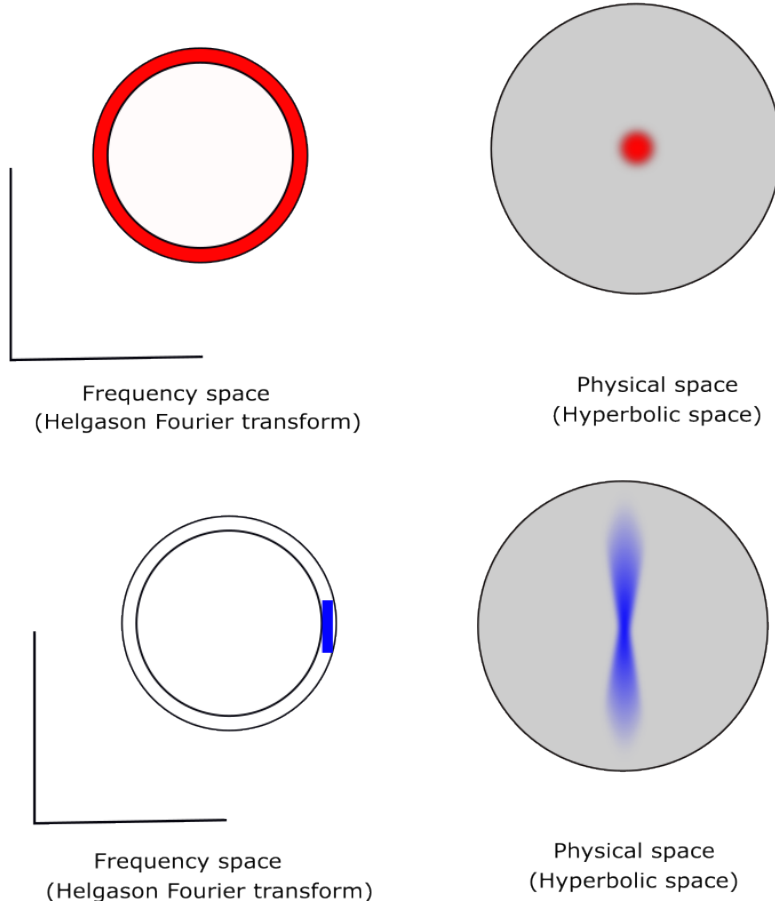 Frequency space
(Helgason Fourier transform)
Physical space
(Hyperbolic space)
Frequency space
(Helgason Fourier transform)
Physical space
(Hyperbolic space)